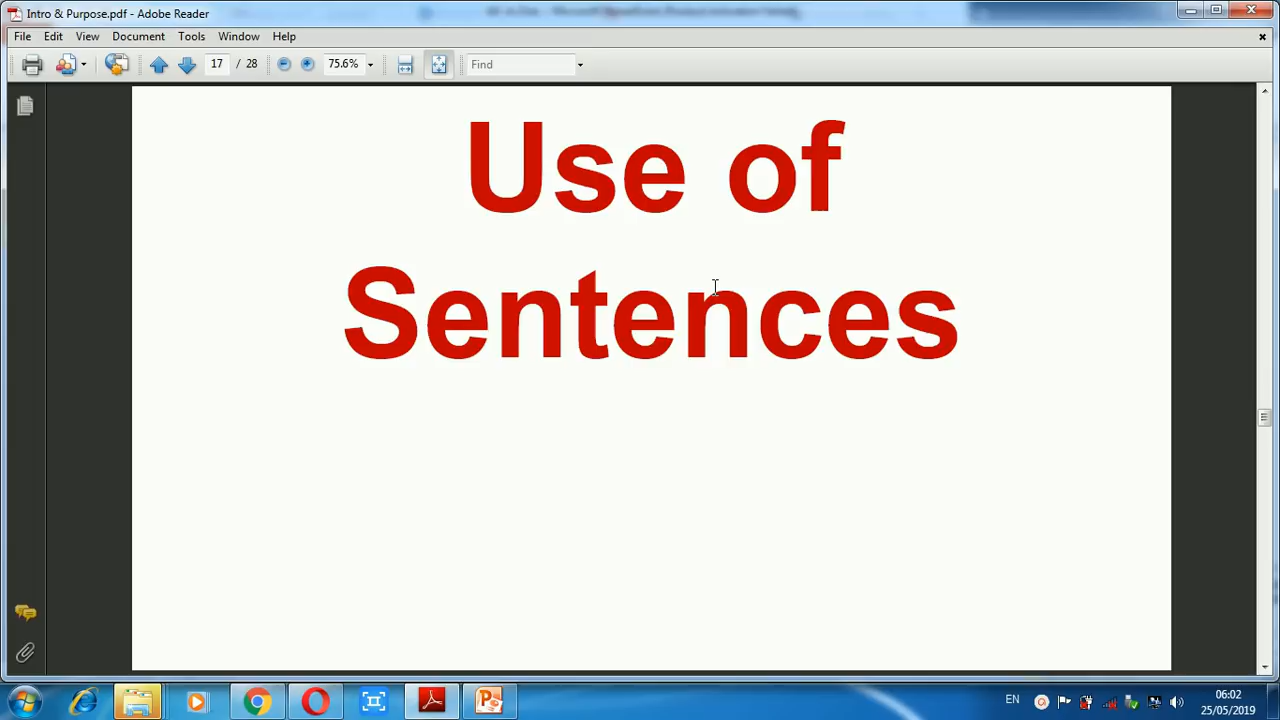 Intro & Purpose.pdf - Adobe Reader
File Edit View Document Tools Window Help
17 / 28 75.6% Find
Use of
Sentences
EN
06:02
25/05/2019